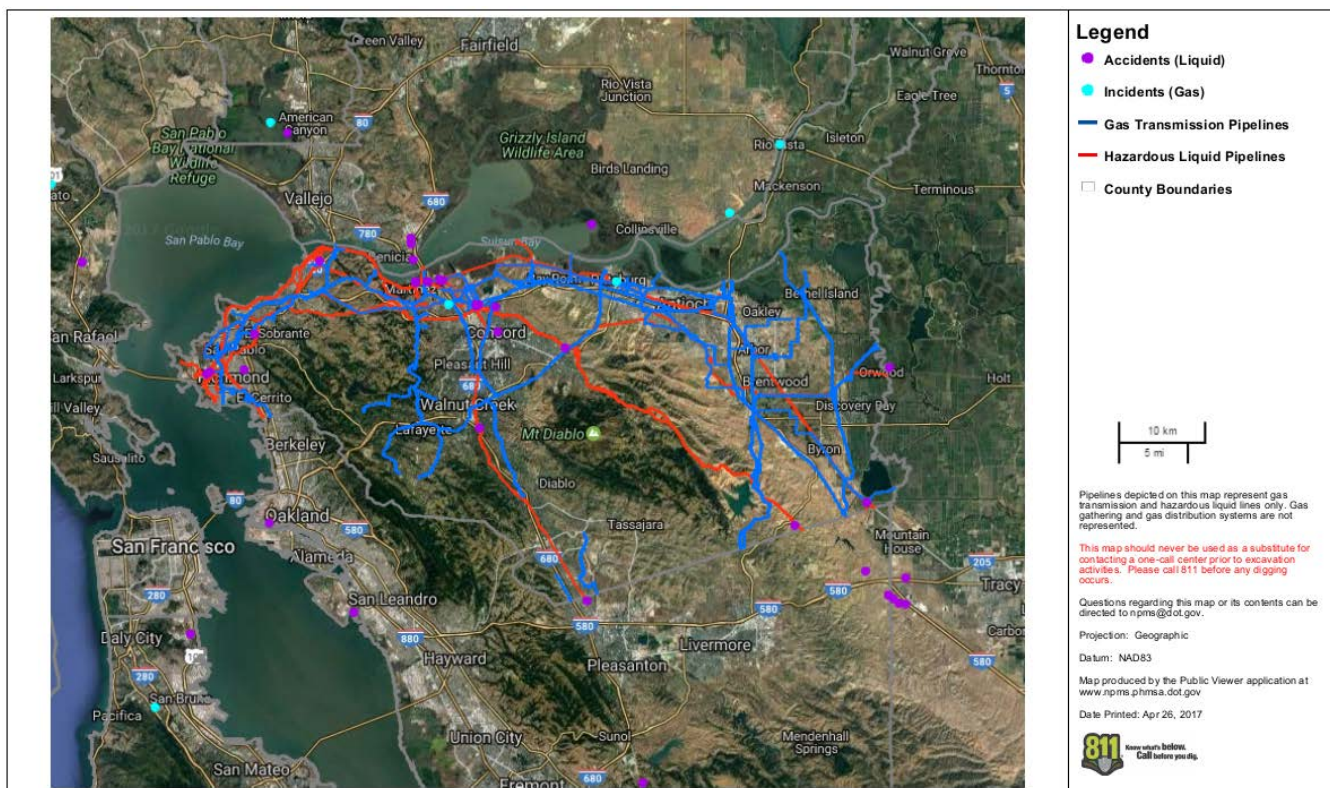 Green Valley
Fairfield
Walnut Grove
Thornto
Rio Vista
Junction
5
Eagle Tree
American
Canyon
80
San Pablo
Bay National
Wildlife
Refuge
Grizzly Island
Wildlife Area
Isleton
Birds Landing
Mackenson
Terminous
Vallejo
680
San Pablo Bay
780
Collinsville
Suisun Bay
Benicia
Bethel Island
Martinez
Antioch
Oakley
El Sobrante
San Pablo
Concord
San Rafael
Richmond
Pleasant Hill
Arbor
Orwood
Larkspur
Holt
Brentwood
680
Walnut Creek
El Cerrito
Discovery Bay
Mill Valley
Lafayette
Mt Diablo
Berkeley
Byron
Sausalito
Diablo
80
Oakland
580
Tassajara
Mountain
House
San Francisco
Alameda
680
205
280
San Leandro
580
Tracy
580
580
Daly City
880
Livermore
Hayward
Pleasanton
580
280
San Bruno
Pacifica
Union City
Sunol
Mendenhall
Springs
San Mateo
680
Fremont
Legend
Accidents (Liquid)
Incidents (Gas)
Gas Transmission Pipelines
Hazardous Liquid Pipelines
County Boundaries
10 km
5 mi
Pipelines depicted on this map represent gas
transmission and hazardous liquid lines only. Gas
gathering and gas distribution systems are not
represented.
This map should never be used as a substitute for
contacting a one-call center prior to excavation
activities. Please call 811 before any digging
occurs.
Questions regarding this map or its contents can be
directed to npms@dot.gov.
Projection: Geographic
Datum: NAD83
Map produced by the Public Viewer application at
www.npms.phmsa.dot.gov
Date Printed: Apr 26, 2017
811
Know what's below.
Call before you dig.